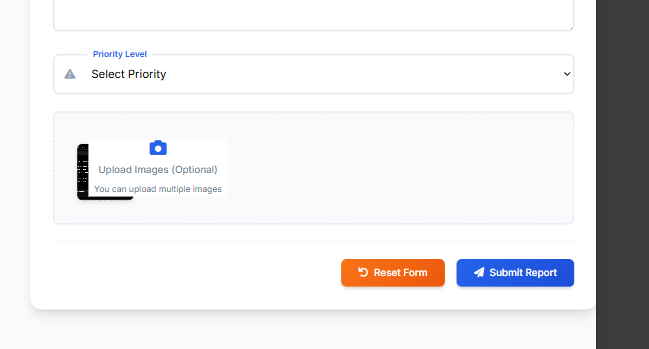 Priority Level
Select Priority
Upload Images (Optional)
You can upload multiple images
Reset Form
Submit Report